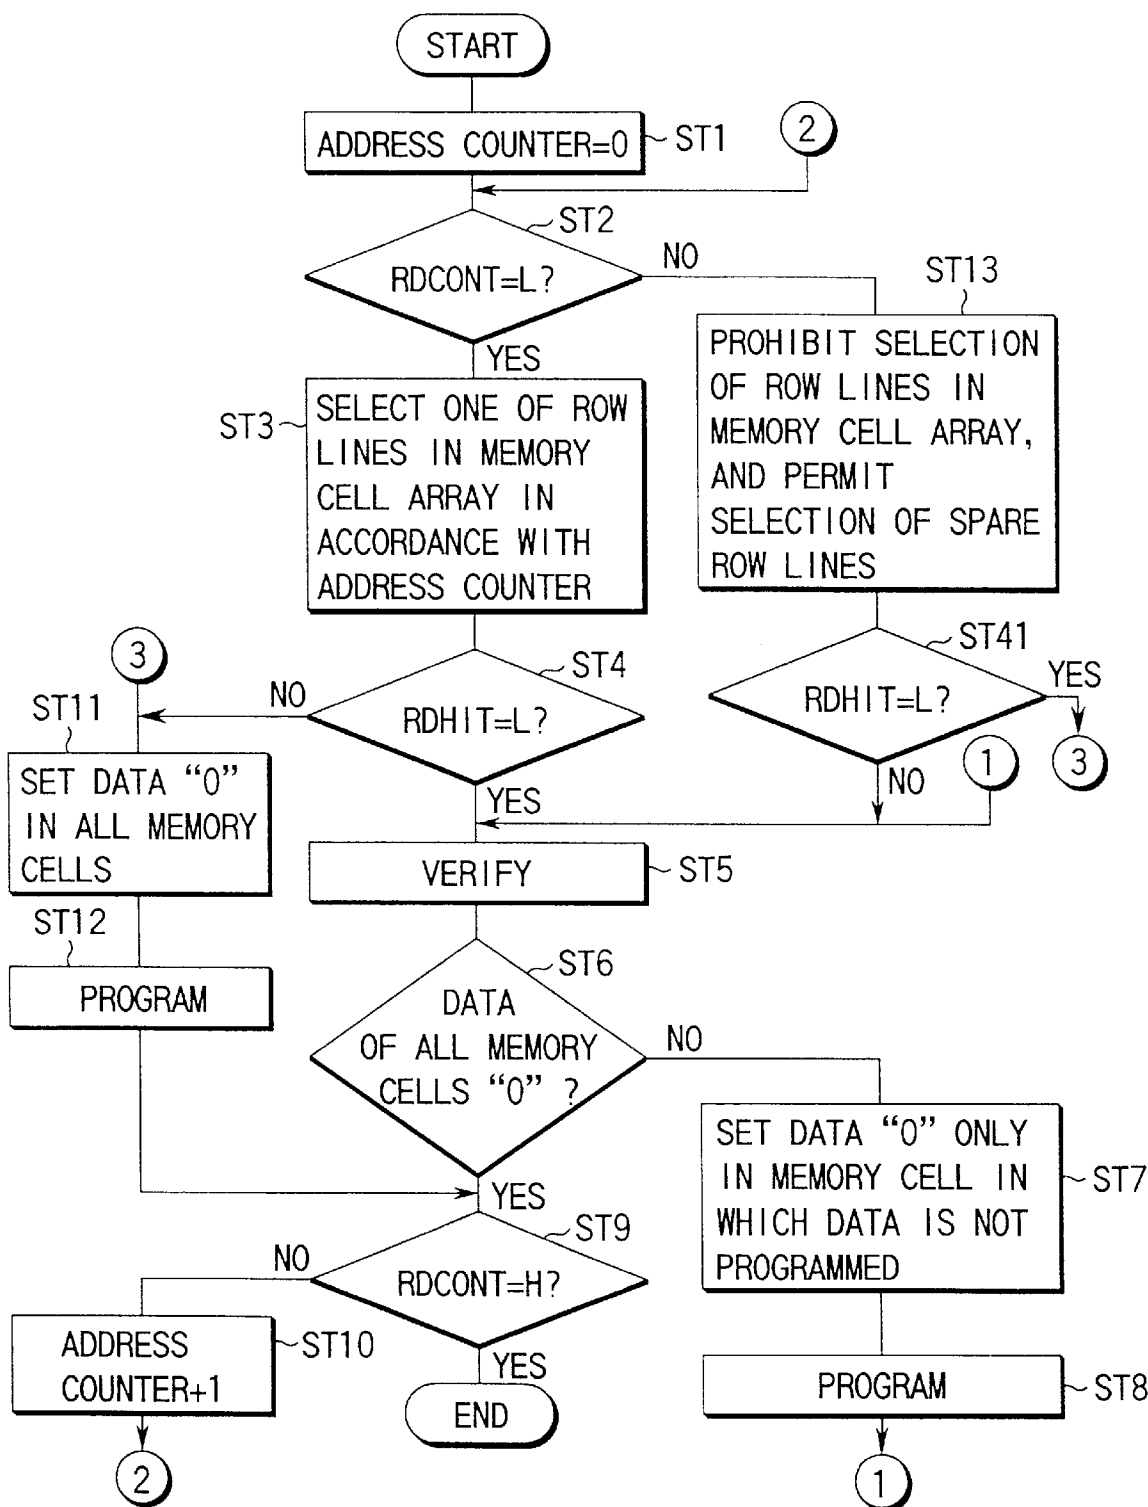 START
ADDRESS COUNTER=0
ST1
2
ST2
RDCONT=L?
NO
YES
ST13
PROHIBIT SELECTION
OF ROW LINES IN
MEMORY CELL ARRAY,
AND PERMIT
SELECTION OF SPARE
ROW LINES
ST3
SELECT ONE OF ROW
LINES IN MEMORY
CELL ARRAY IN
ACCORDANCE WITH
ADDRESS COUNTER
3
ST4
RDHIT=L?
NO
YES
ST41
RDHIT=L?
YES
3
NO
1
ST11
SET DATA “0”
IN ALL MEMORY
CELLS
ST12
PROGRAM
VERIFY
ST5
ST6
DATA
OF ALL MEMORY
CELLS “0” ?
NO
YES
SET DATA “0” ONLY
IN MEMORY CELL IN
WHICH DATA IS NOT
PROGRAMMED
ST7
ST9
RDCONT=H?
NO
YES
ADDRESS
COUNTER+1
ST10
2
END
PROGRAM
ST8
1